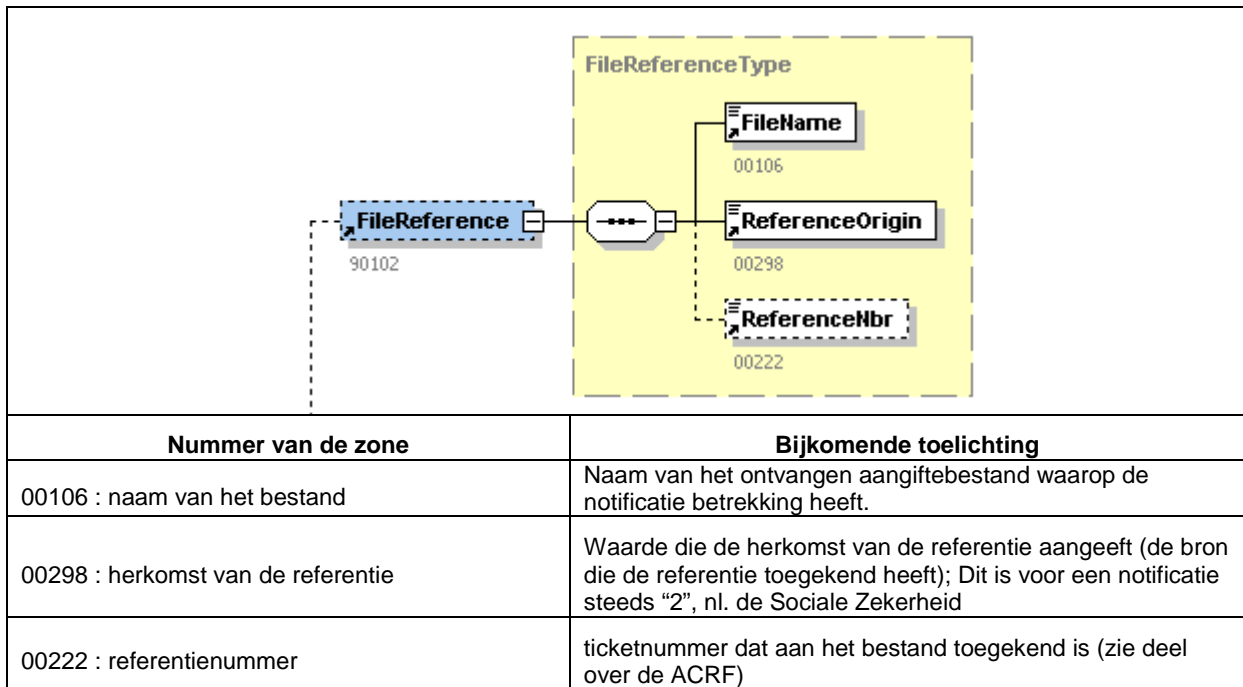 FileReferenceType
FileName
00106
FileReference
90102
ReferenceOrigin
00298
ReferenceNbr
00222
Nummer van de zone
Bijkomende toelichting
00106 : naam van het bestand
Naam van het ontvangen aangiftebestand waarop de
notificatie betrekking heeft.
00298 : herkomst van de referentie
Waarde die de herkomst van de referentie aangeeft (de bron
die de referentie toegekend heeft); Dit is voor een notificatie
steeds “2”, nl. de Sociale Zekerheid
00222 : referentienummer
ticketnummer dat aan het bestand toegekend is (zie deel
over de ACRF)